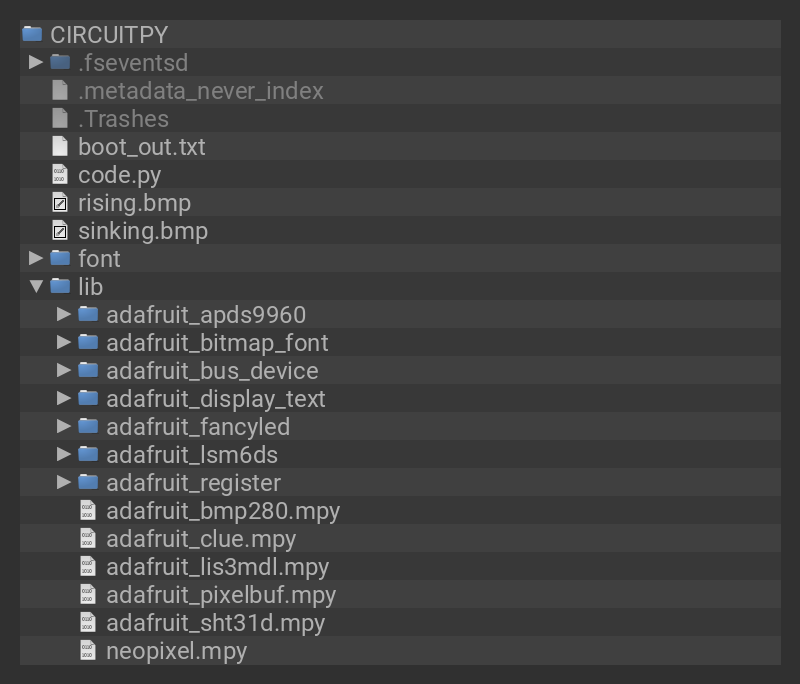 CIRCUITPY
.fseventsd
.metadata_never_index
.Trashes
boot_out.txt
code.py
rising.bmp
sinking.bmp
font
lib
adafruit_apds9960
adafruit_bitmap_font
adafruit_bus_device
adafruit_display_text
adafruit_fancyled
adafruit_lsm6ds
adafruit_register
adafruit_bmp280.mpy
adafruit_clue.mpy
adafruit_lis3mdl.mpy
adafruit_pixelbuf.mpy
adafruit_sht31d.mpy
neopixel.mpy